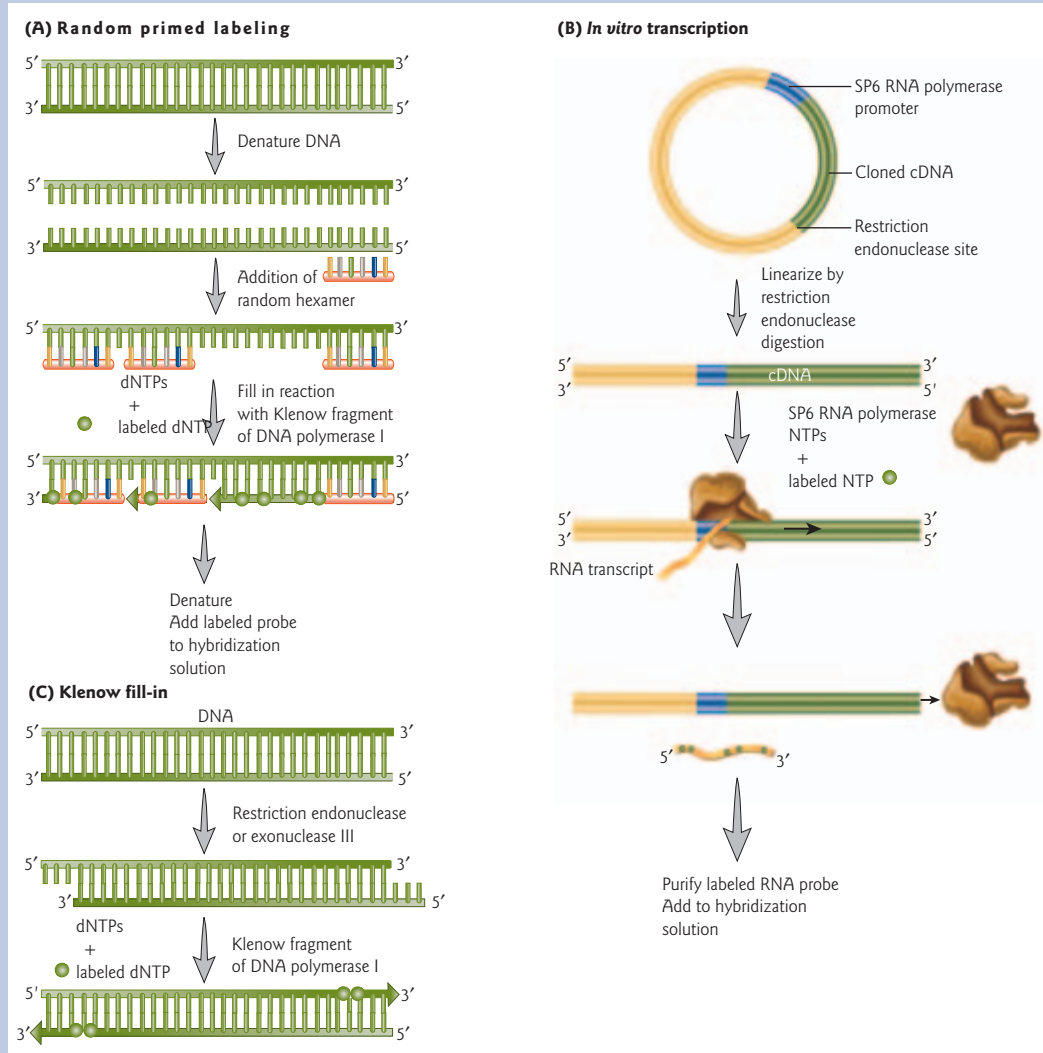 (A) Random primed labeling
5′ 3′
3′ 5′
Denature DNA
5′ 3′
3′ 5′
Addition of
random hexamer
5′ 3′
dNTPs
+
labeled dNTP
Fill in reaction
with Klenow fragment
of DNA polymerase I
5′ 3′
3′ 5′
Denature
Add labeled probe
to hybridization
solution
(C) Klenow fill-in
DNA
5′ 3′
3′ 5′
Restriction endonuclease
or exonuclease III
5′ 3′
3′ 5′
dNTPs
+
labeled dNTP
Klenow fragment
of DNA polymerase I
5′ 3′
3′ 5′
(B) In vitro transcription
SP6 RNA polymerase
promoter
Cloned cDNA
Restriction
endonuclease site
Linearize by
restriction
endonuclease
digestion
5′ 3′
cDNA
3′ 5'
SP6 RNA polymerase
NTPs
+
labeled NTP
5′ 3′
3′ 5′
RNA transcript
5′ 3′
Purify labeled RNA probe
Add to hybridization
solution